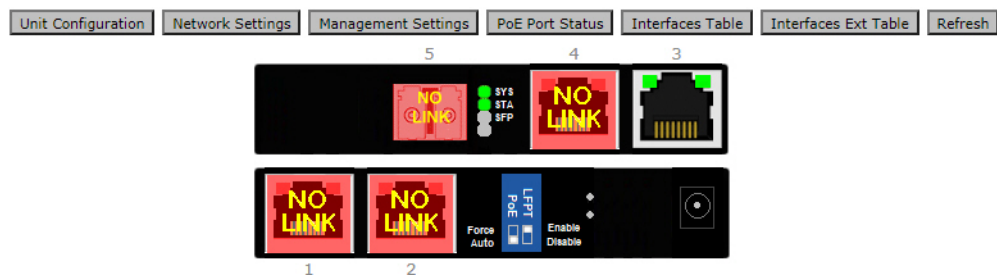 Unit Configuration Network Settings Management Settings PoE Port Status Interfaces Table Interfaces Ext Table Refresh
5 4 3
NO LINK
SYS
STA
SFP
NO LINK
NO LINK
NO LINK
PoE LFPT
Force Enable
Auto Disable
1 2